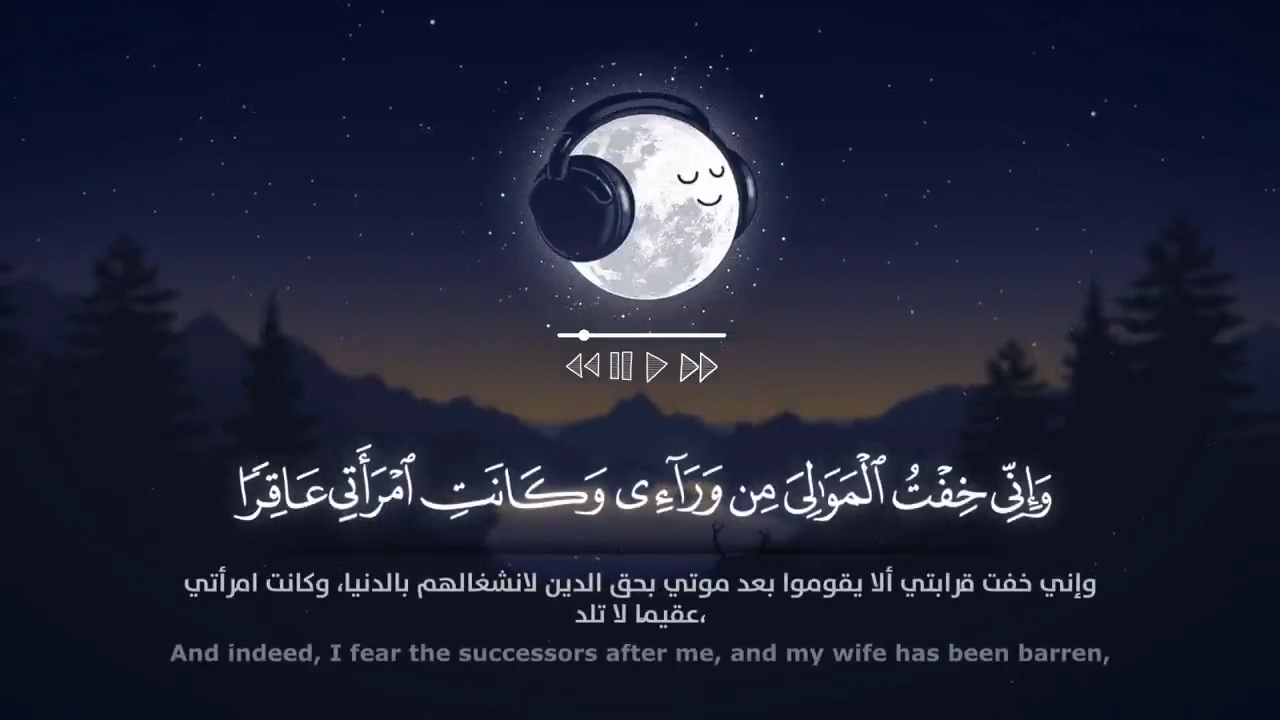 وَإِنِّي خِفْتُ ٱلْمَوَٰلِيَ مِن وَرَآءِى وَكَانَتِ ٱمْرَأَتِي عَاقِرًا
وإني خفت قرابتي ألا يقوموا بعد موتي بحق الدين لانشغالهم بالدنيا، وكانت امرأتي
عقيما لا تلد،
And indeed, I fear the successors after me, and my wife has been barren,